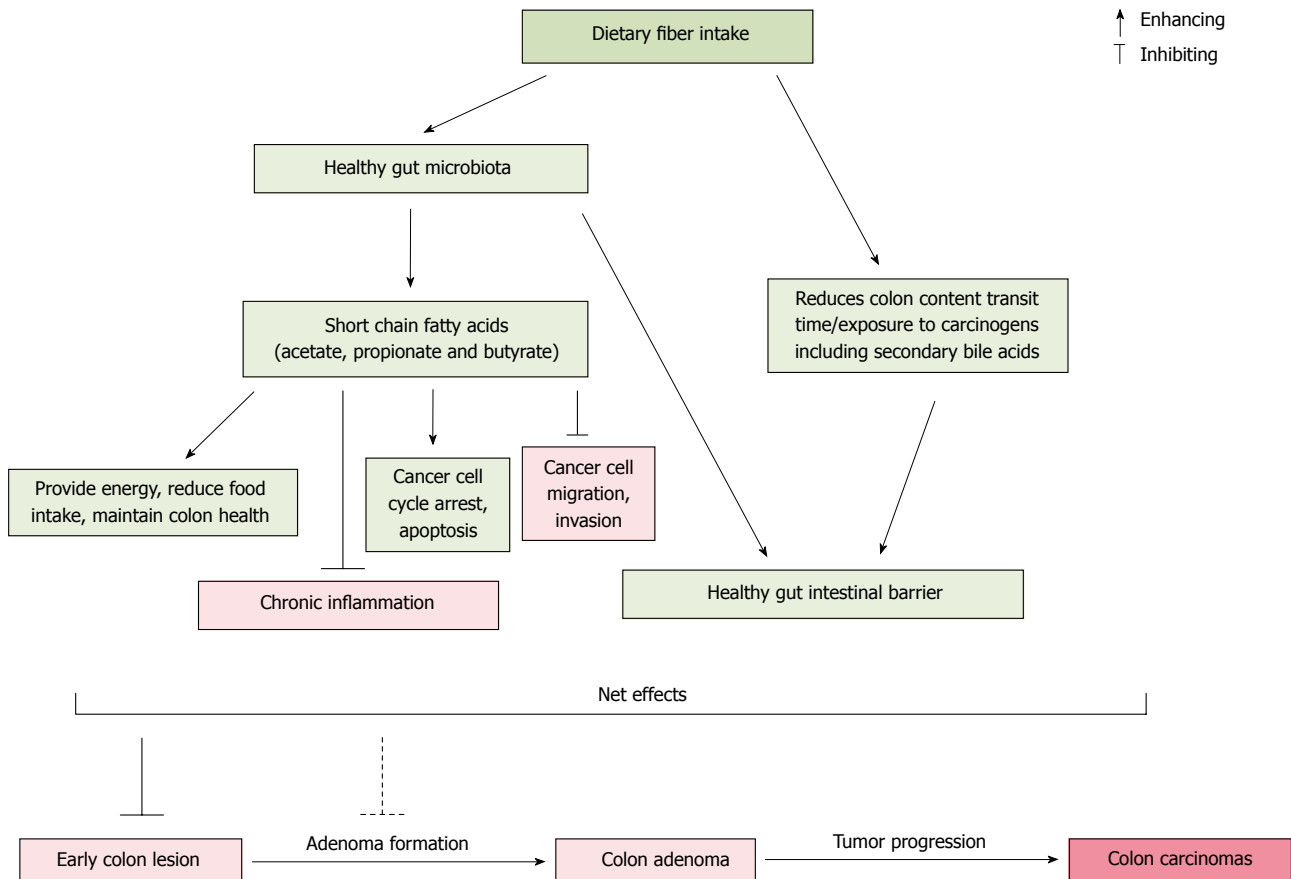 Dietary fiber intake
Enhancing
Inhibiting
Healthy gut microbiota
Reduces colon content transit
time/exposure to carcinogens
including secondary bile acids
Short chain fatty acids
(acetate, propionate and butyrate)
Provide energy, reduce food
intake, maintain colon health
Cancer cell
cycle arrest,
apoptosis
Cancer cell
migration,
invasion
Chronic inflammation
Healthy gut intestinal barrier
Net effects
Early colon lesion
Adenoma formation
Colon adenoma
Tumor progression
Colon carcinomas